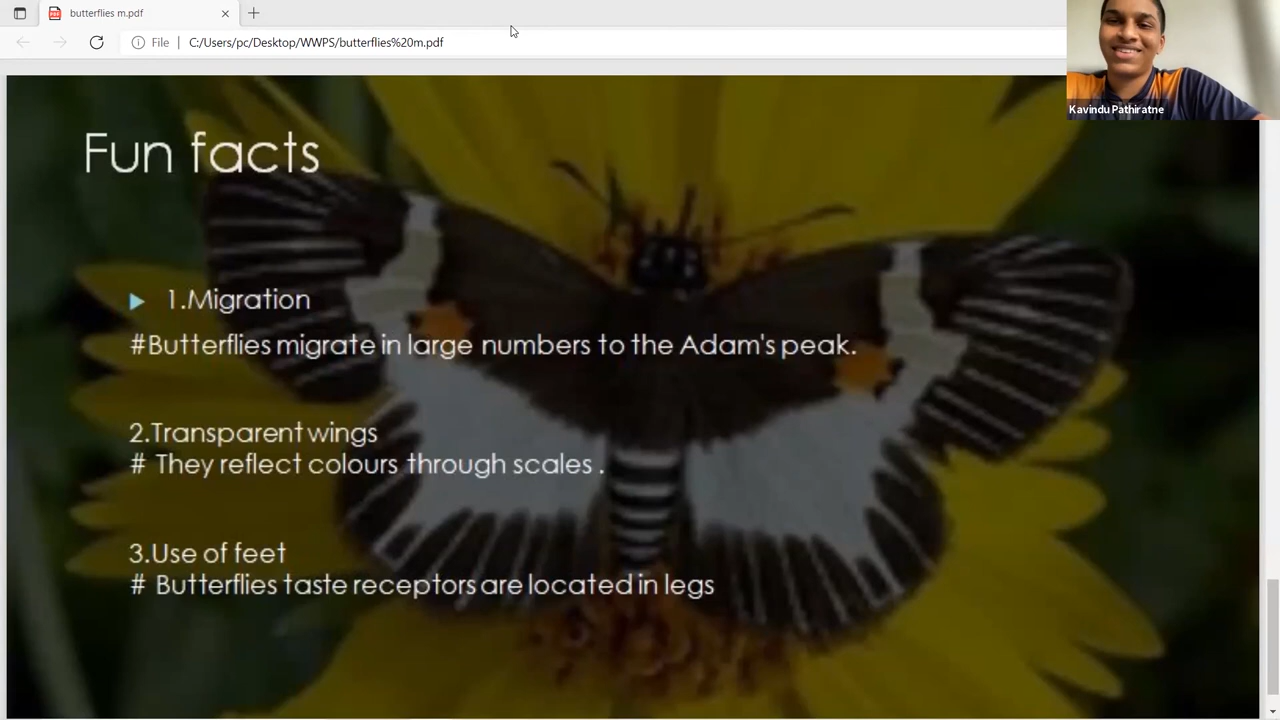 butterflies m.pdf
File
C:/Users/pc/Desktop/WWPS/butterflies%20m.pdf
Kavindu Pathiratne
Fun facts
1.Migration
#Butterflies migrate in large numbers to the Adam's peak.
2.Transparent wings
# They reflect colours through scales .
3.Use of feet
# Butterflies taste receptors are located in legs